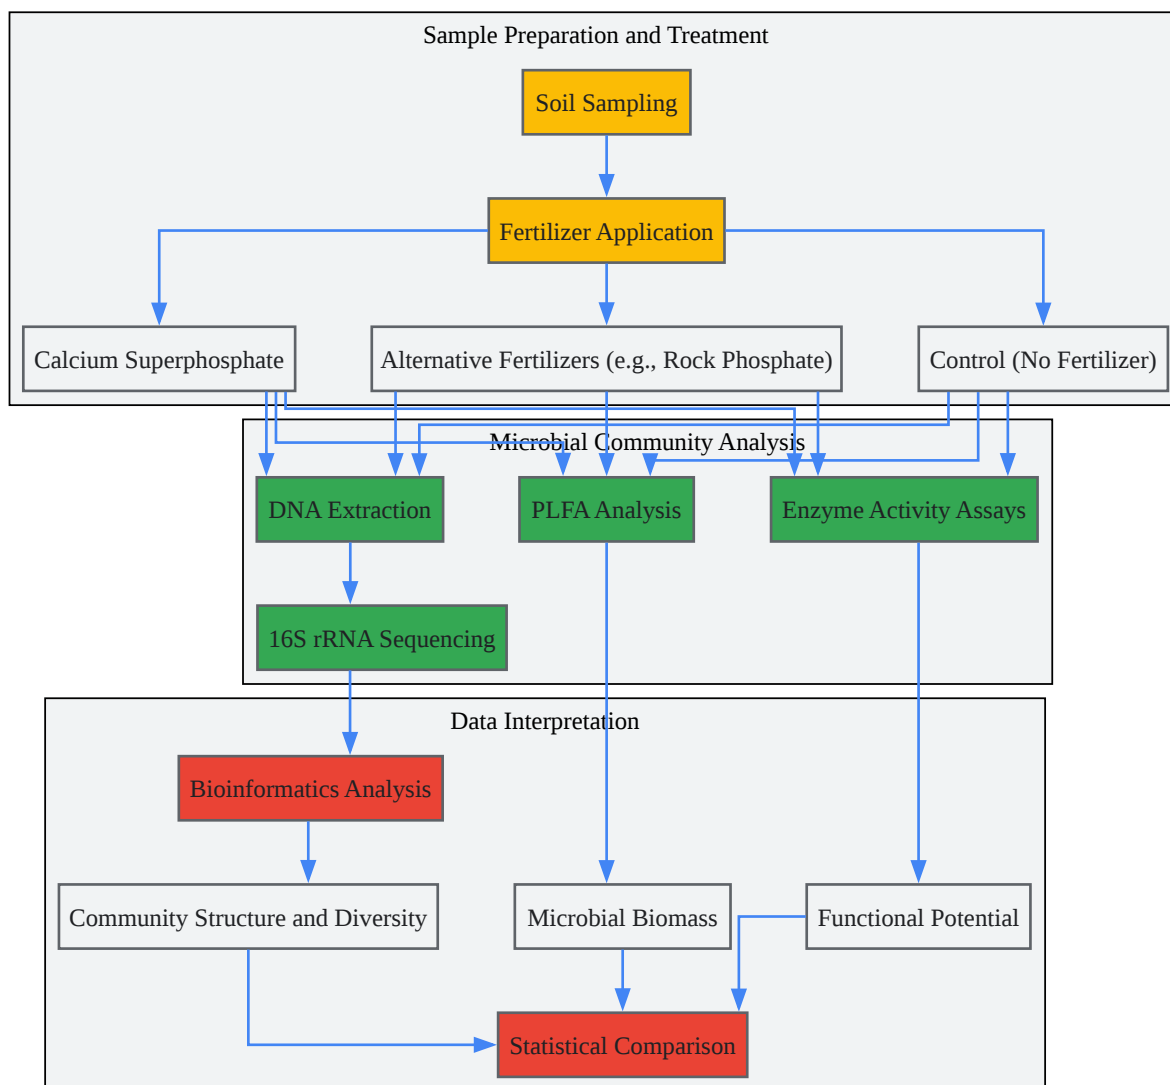 Sample Preparation and Treatment
Soil Sampling
Fertilizer Application
Calcium Superphosphate
Alternative Fertilizers (e.g., Rock Phosphate)
Control (No Fertilizer)
Microbial Community Analysis
DNA Extraction
PLFA Analysis
Enzyme Activity Assays
16S rRNA Sequencing
Data Interpretation
Bioinformatics Analysis
Community Structure and Diversity
Microbial Biomass
Functional Potential
Statistical Comparison